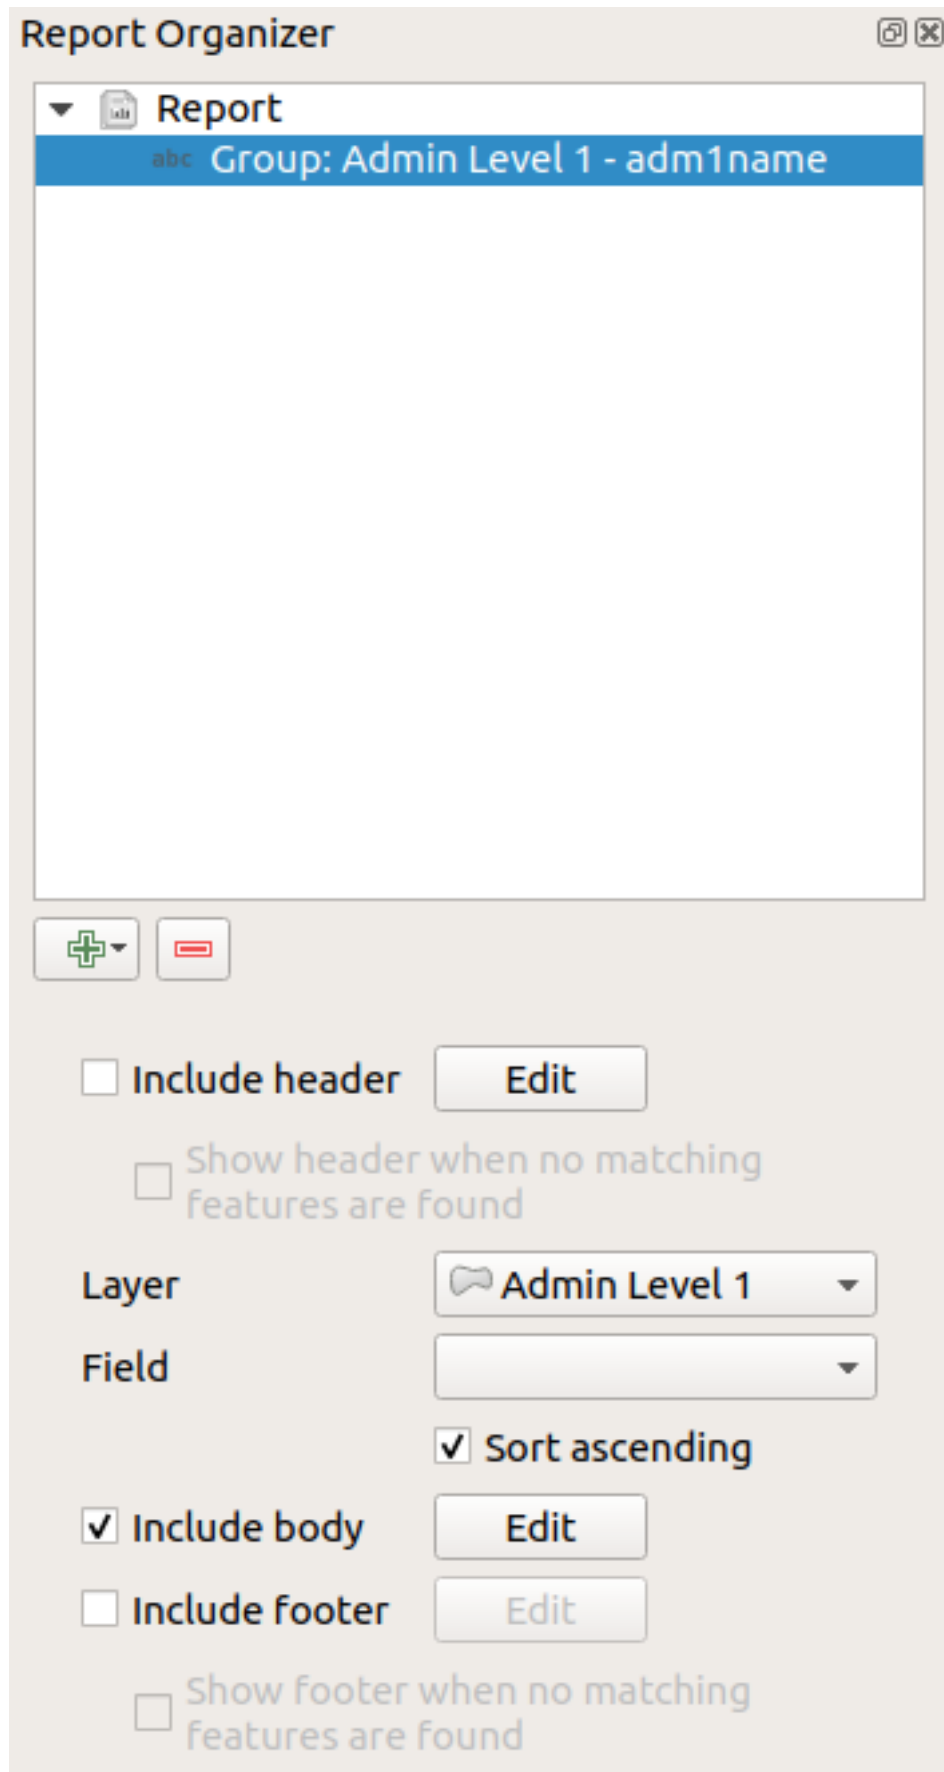 Report Organizer
Report
abc Group: Admin Level 1 - adm1name
Include header Edit
Show header when no matching
features are found
Layer Admin Level 1
Field
Sort ascending
Include body Edit
Include footer Edit
Show footer when no matching
features are found